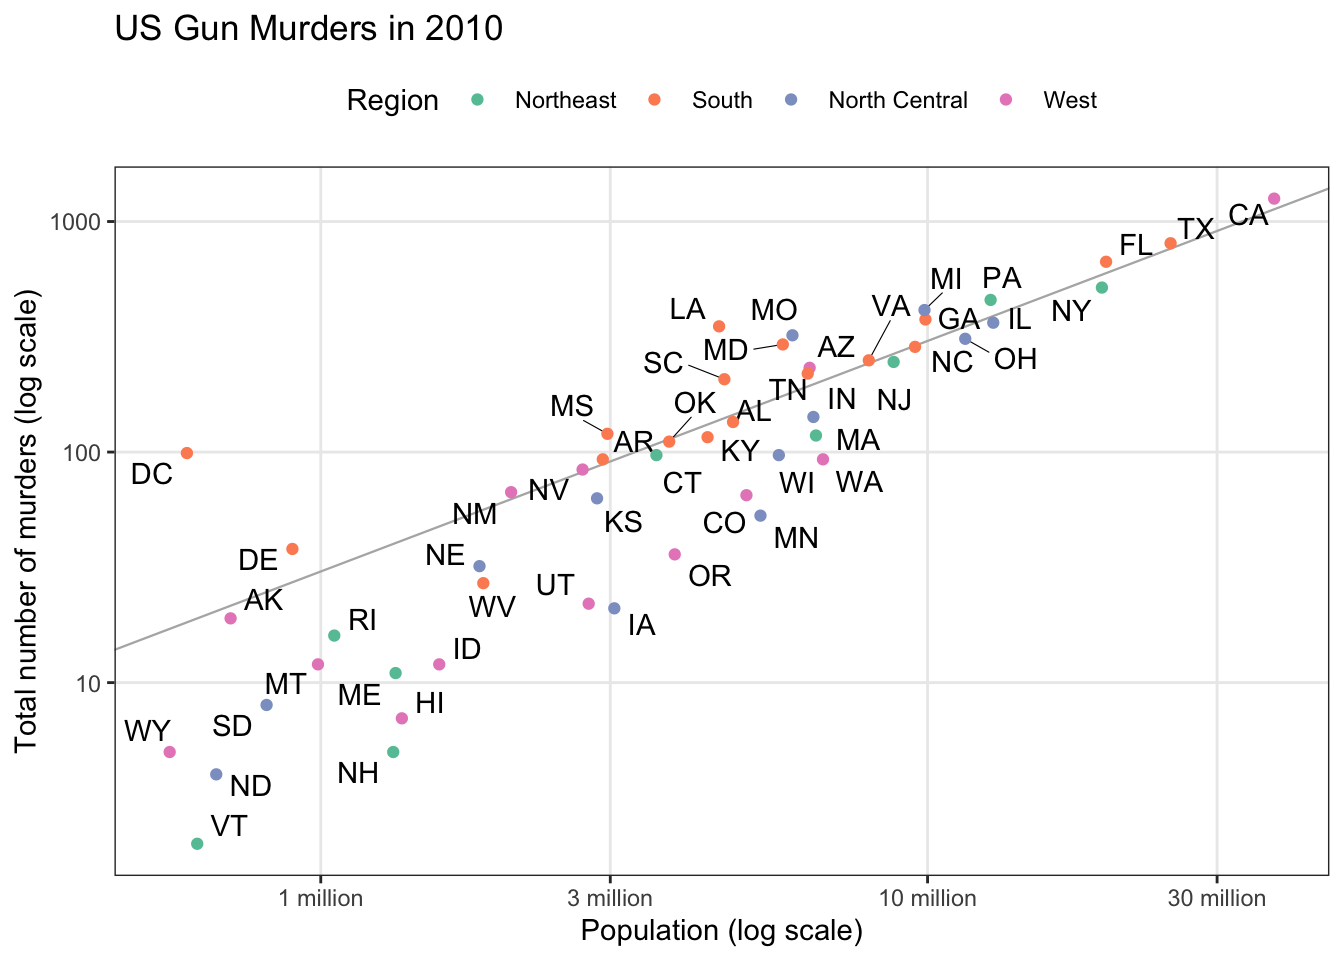 US Gun Murders in 2010
Region Northeast South North Central West
Total number of murders (log scale)
1000
100
10
CA
TX
FL
MI
PA
NY
LA
MO
VA
GA
IL
MD
AZ
NC
OH
SC
TN
IN
NJ
MS
OK
AL
AR
KY
MA
DC
NV
CT
WI
WA
NM
KS
CO
MN
DE
NE
UT
OR
AK
WV
RI
IA
ID
MT
ME
HI
SD
WY
NH
ND
VT
1 million 3 million 10 million 30 million
Population (log scale)